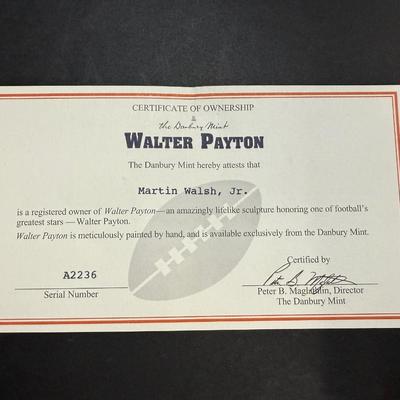 CERTIFICATE OF OWNERSHIP
the Danbury Mint
WALTER PAYTON
The Danbury Mint hereby attests that
Martin Walsh, Jr.
is a registered owner of Walter Payton—an amazingly lifelike sculpture honoring one of football's
greatest stars — Walter Payton.
Walter Payton is meticulously painted by hand, and is available exclusively from the Danbury Mint.
Certified by
A2236
Serial Number
Peter B. Maglathlin, Director
The Danbury Mint